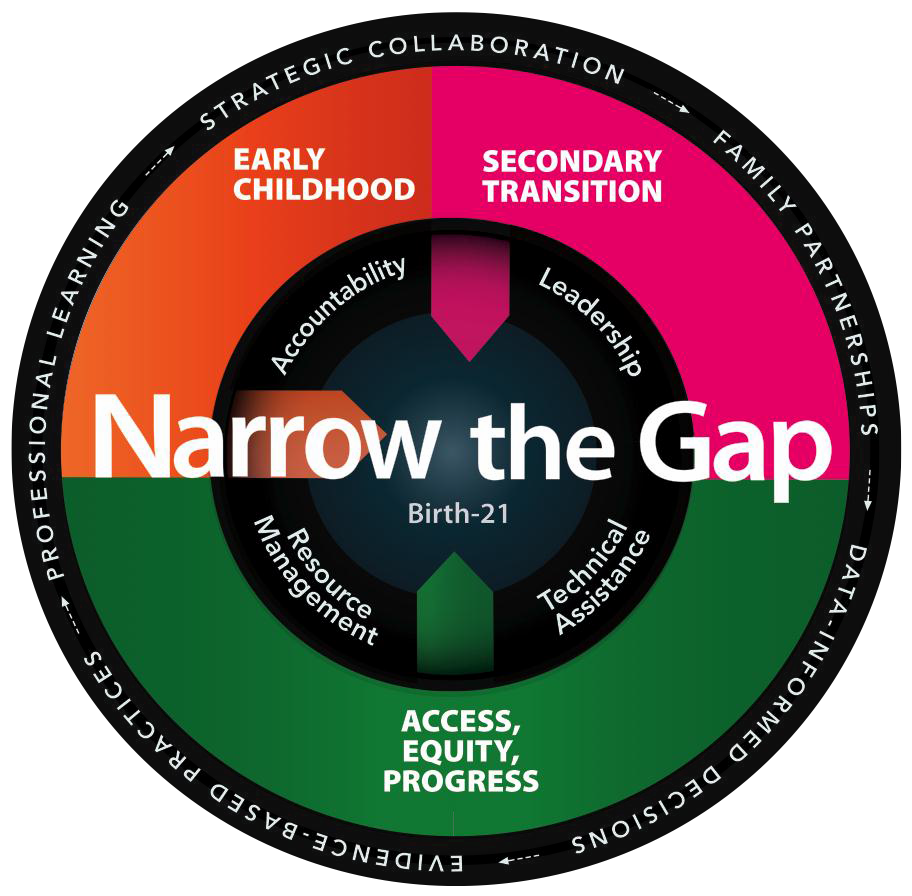 STRATEGIC COLLABORATION
FAMILY PARTNERSHIPS
DATA-INFORMED DECISIONS
EVIDENCE-BASED PRACTICES
PROFESSIONAL LEARNING
EARLY
CHILDHOOD
SECONDARY
TRANSITION
Accountability
Leadership
Narrow the Gap
Birth-21
Resource
Management
Technical
Assistance
ACCESS,
EQUITY,
PROGRESS